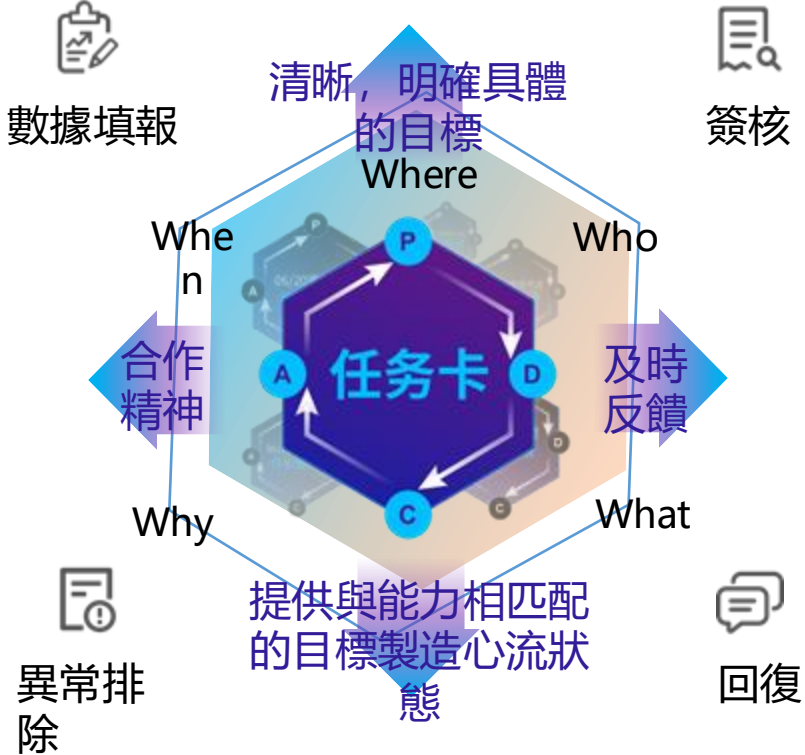 數據填報
清晰，明確具體
的目標
簽核
Where
Whe
n
Who
P
A
任务卡
D
C
合作
精神
及時
反饋
Why
What
提供與能力相匹配
的目標製造心流狀
態
異常排
除
回復